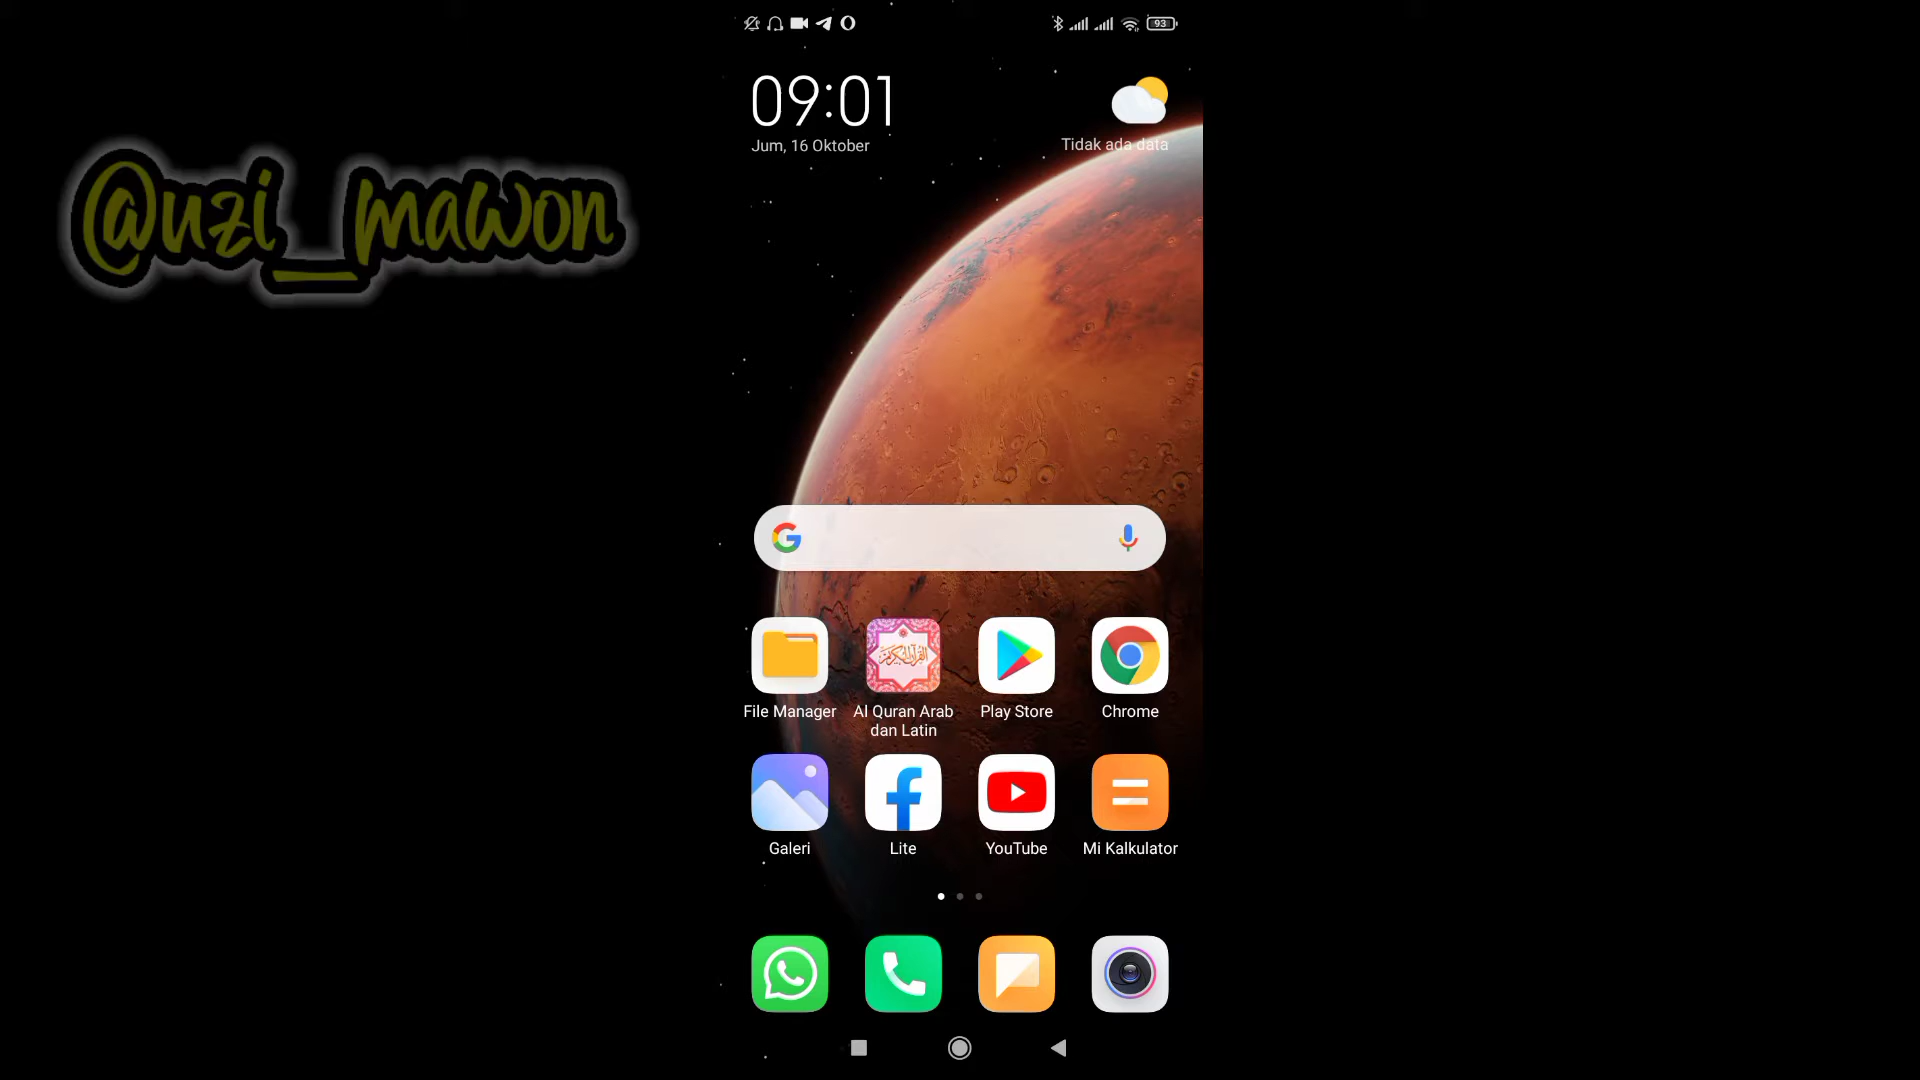 @uzi_mawon
93
09:01
Jum, 16 Oktober
Tidak ada data
G
File Manager
Al Quran Arab
dan Latin
Play Store
Chrome
Galeri
Lite
YouTube
Mi Kalkulator